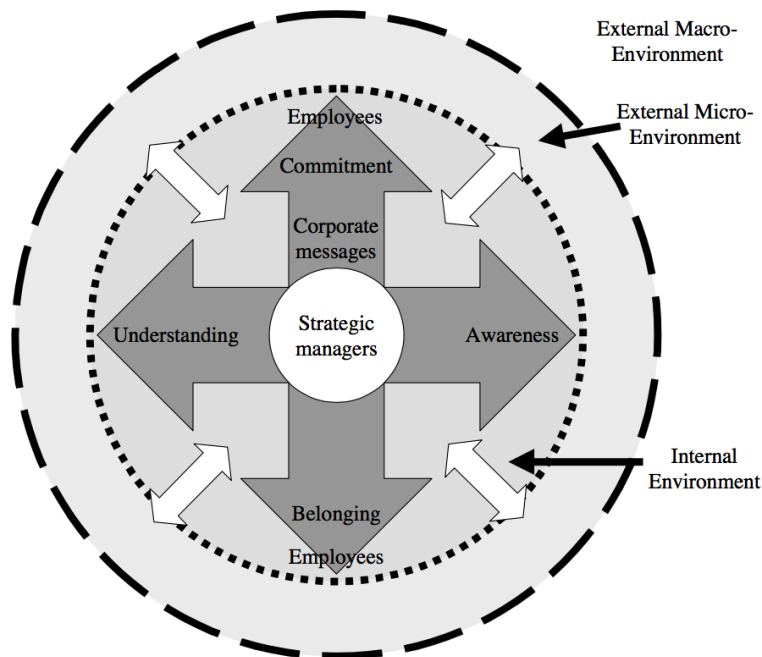 External Macro-
Environment
External Micro-
Environment
Employees
Commitment
Corporate
messages
Understanding
Strategic
managers
Awareness
Internal
Environment
Belonging
Employees